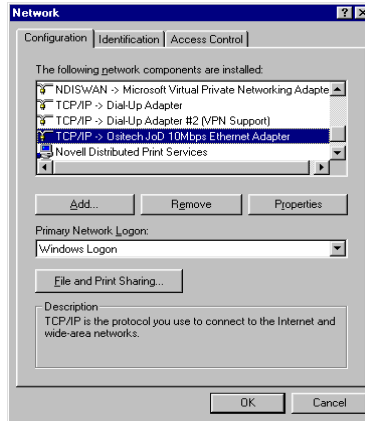 Network
Configuration Identification Access Control
The following network components are installed:
NDISWAN -> Microsoft Virtual Private Networking Adapte
TCP/IP -> Dial-Up Adapter
TCP/IP -> Dial-Up Adapter #2 (VPN Support)
TCP/IP -> Ositech JoD 10Mbps Ethernet Adapter
Novell Distributed Print Services
Add... Remove Properties
Primary Network Logon:
Windows Logon
File and Print Sharing...
Description
TCP/IP is the protocol you use to connect to the Internet and
wide-area networks.
OK Cancel